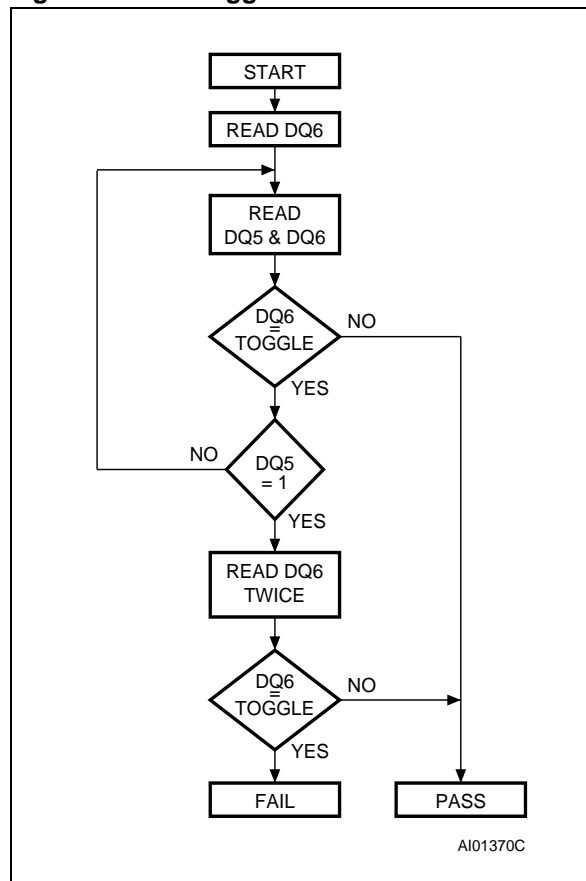 START
READ DQ6
READ
DQ5 & DQ6
DQ6
=
TOGGLE
NO
YES
NO
DQ5
= 1
YES
READ DQ6
TWICE
DQ6
=
TOGGLE
NO
YES
FAIL
PASS
AI01370C